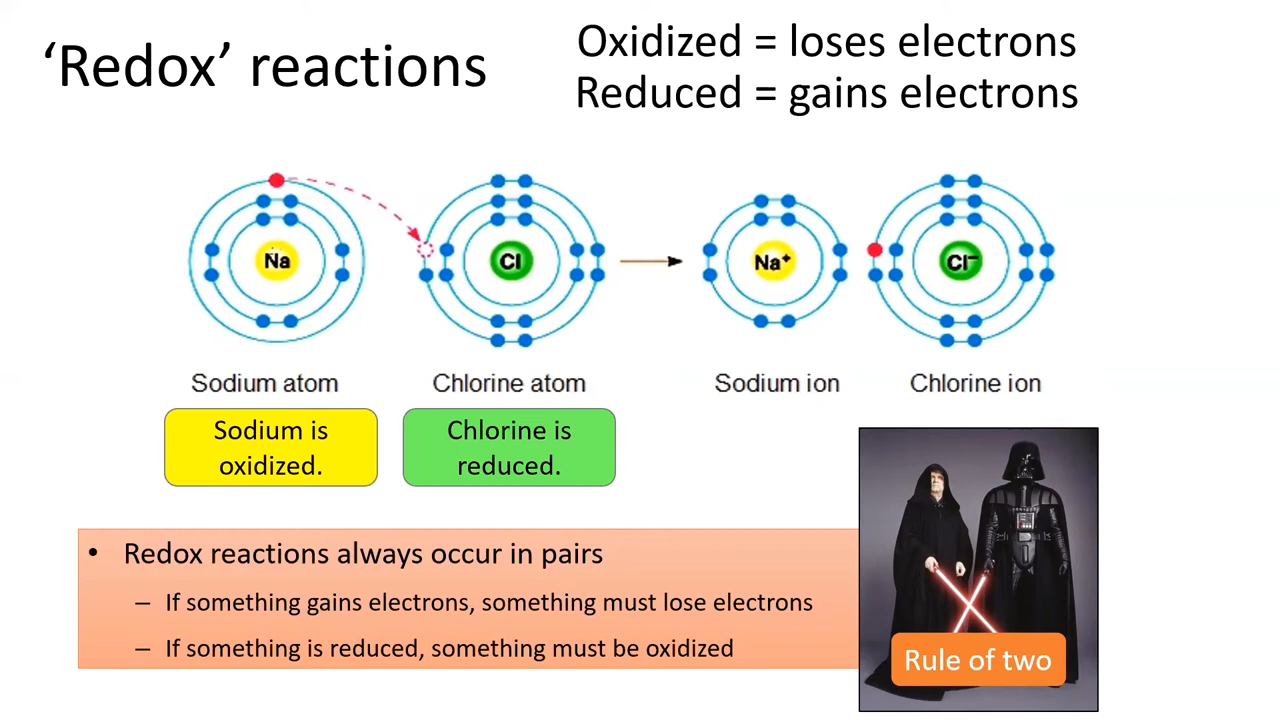 ‘Redox’ reactions
Oxidized = loses electrons
Reduced = gains electrons
Na
Cl
Na⁺
Cl⁻
Sodium atom
Chlorine atom
Sodium ion
Chlorine ion
Sodium is
oxidized.
Chlorine is
reduced.
• Redox reactions always occur in pairs
– If something gains electrons, something must lose electrons
– If something is reduced, something must be oxidized
Rule of two